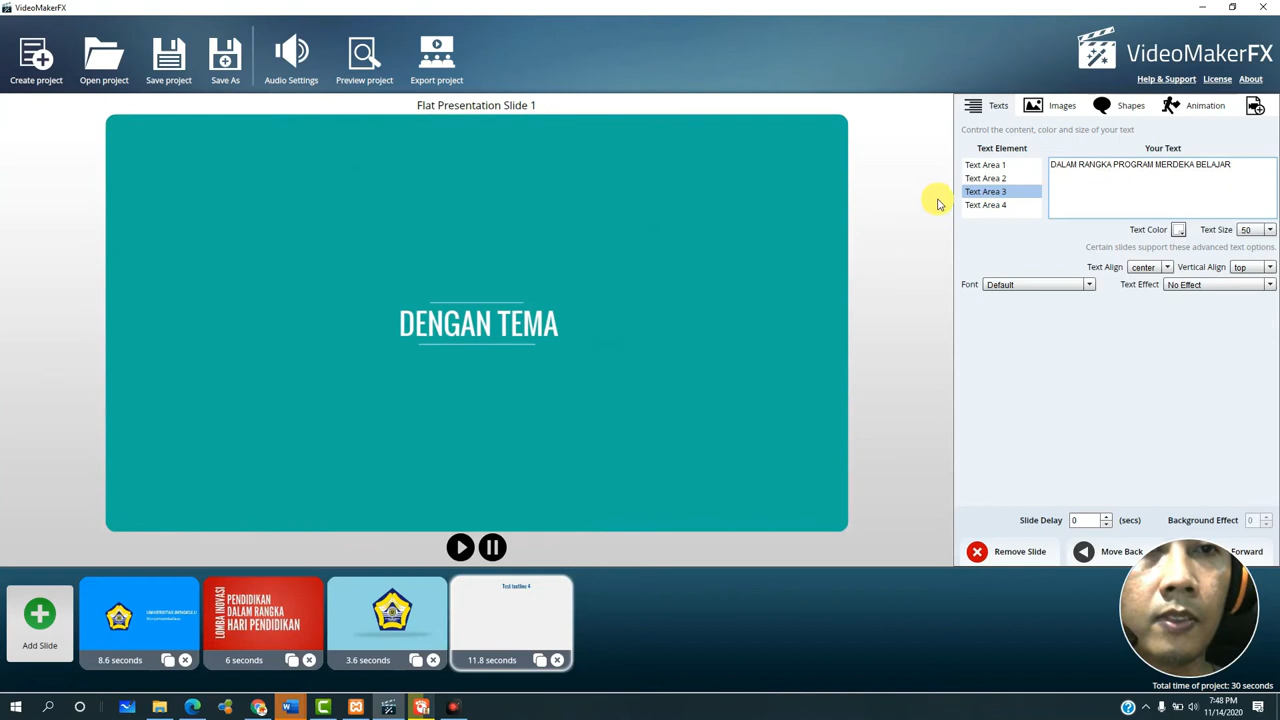 VideoMakerFX
Create project
Open project
Save project
Save As
Audio Settings
Preview project
Export project
VideoMakerFX
Help & Support
License
About
Flat Presentation Slide 1
Texts
Images
Shapes
Animation
Control the content, color and size of your text
Text Element
Your Text
Text Area 1
Text Area 2
Text Area 3
Text Area 4
DALAM RANGKA PROGRAM MERDEKA BELAJAR
Text Color
Text Size
50
Certain slides support these advanced text options.
Text Align
center
Vertical Align
top
Font
Default
Text Effect
No Effect
DENGAN TEMA
Slide Delay
0
(secs)
Background Effect
0
Remove Slide
Move Back
Forward
Add Slide
UNIVERSITAS BENGKULU
8.6 seconds
LOMBA INOVASI
PENDIDIKAN
DALAM RANGKA
HARI PENDIDIKAN
6 seconds
3.6 seconds
11.8 seconds
Total time of project: 30 seconds
7:48 PM
11/14/2020